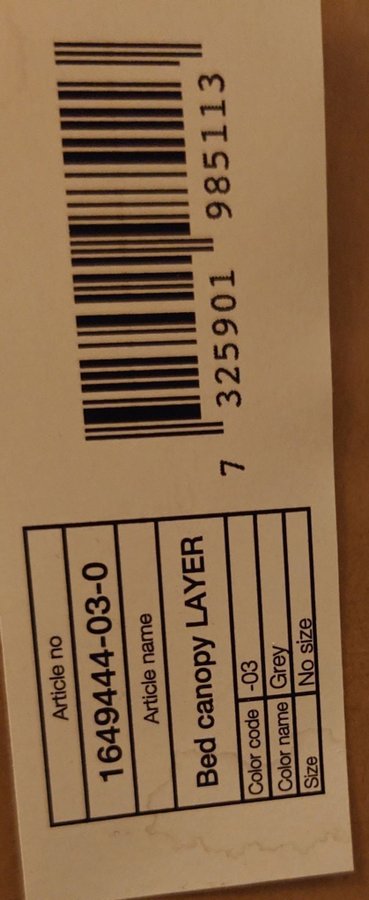 Article no
1649444-03-0
Article name
Bed canopy LAYER
Color code -03
Color name Grey
Size No size
7 325901 985113